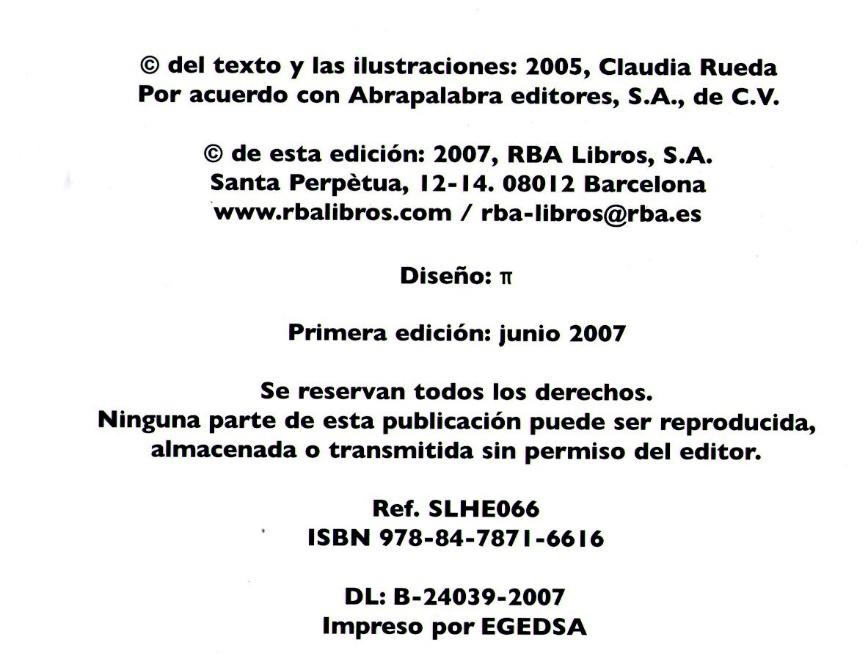 © del texto y las ilustraciones: 2005, Claudia Rueda
Por acuerdo con Abrapalabra editores, S.A., de C.V.
© de esta edición: 2007, RBA Libros, S.A.
Santa Perpètua, 12-14. 08012 Barcelona
www.rbalibros.com / rba-libros@rba.es
Diseño: π
Primera edición: junio 2007
Se reservan todos los derechos.
Ninguna parte de esta publicación puede ser reproducida,
almacenada o transmitida sin permiso del editor.
Ref. SLHE066
ISBN 978-84-7871-6616
DL: B-24039-2007
Impreso por EGEDSA